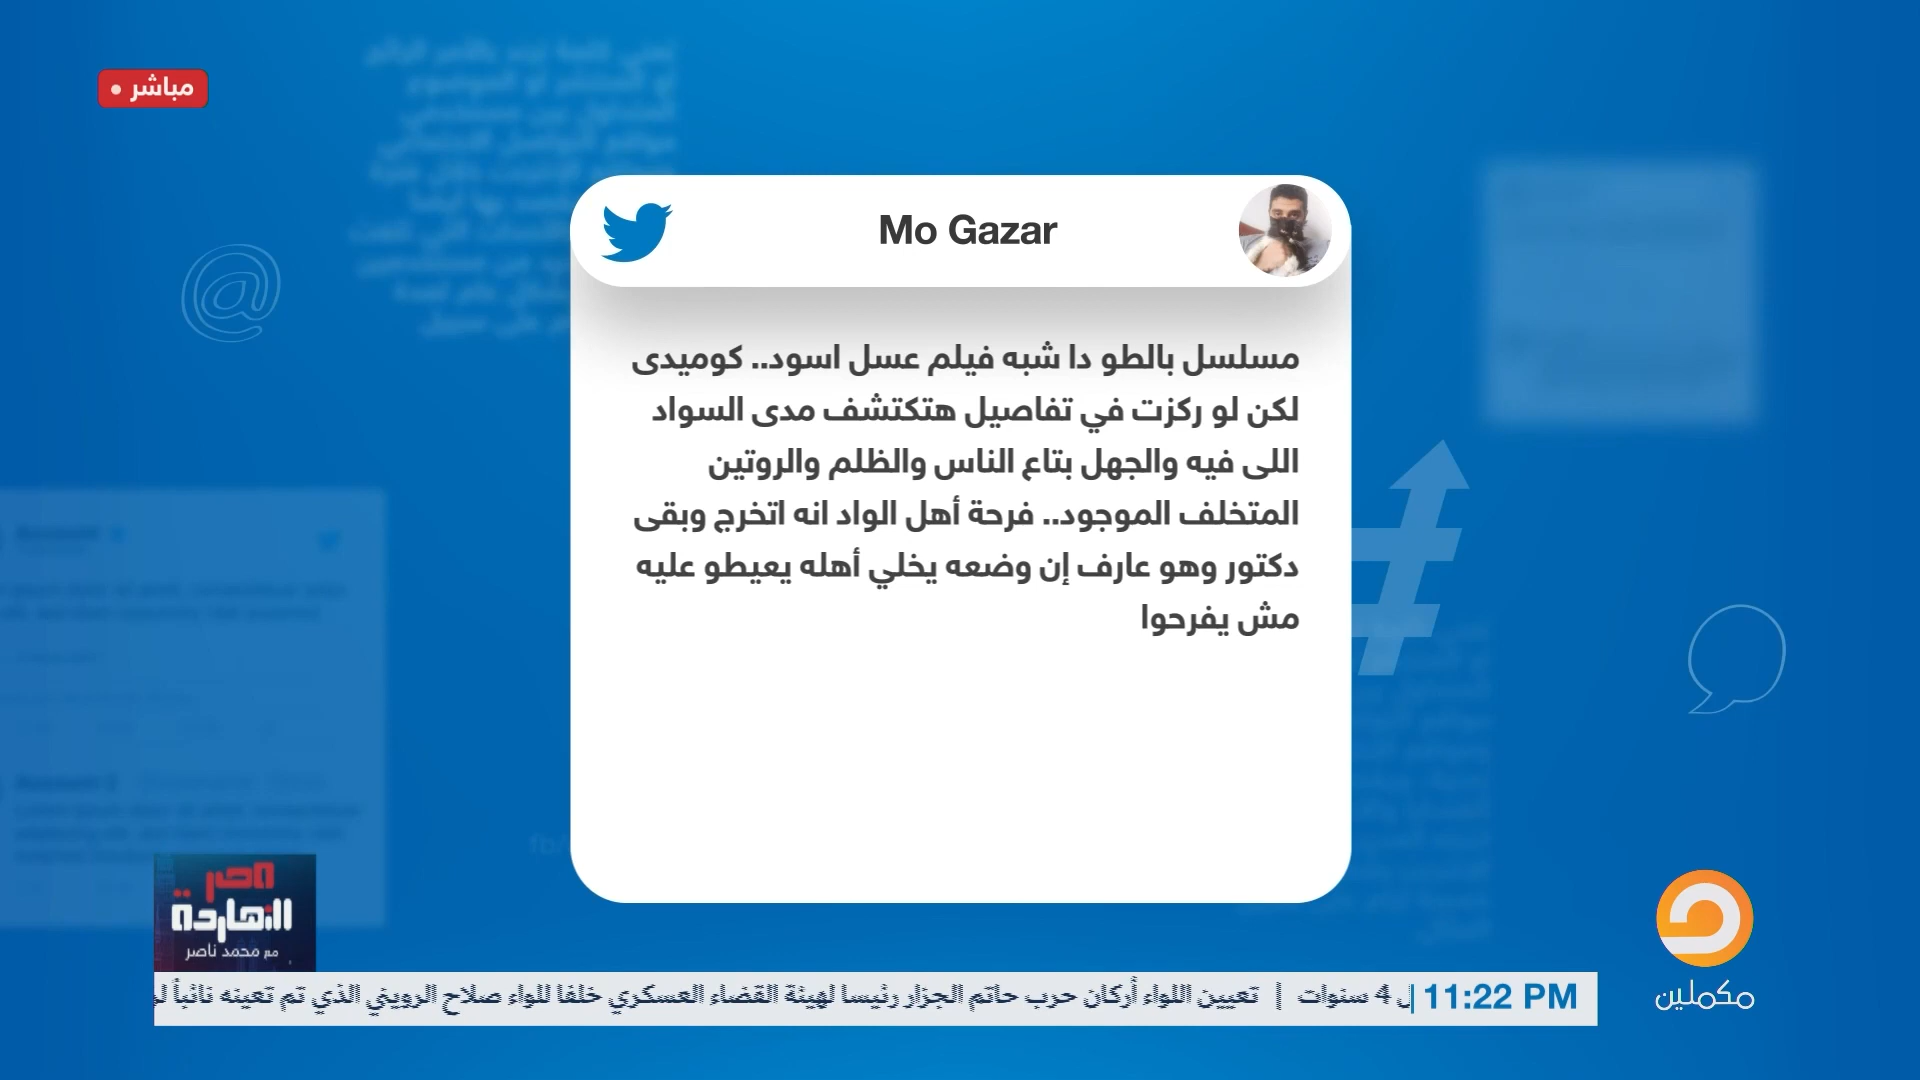 مباشر
Mo Gazar
مسلسل بالطو دا شبه فيلم عسل اسود.. كوميدى
لكن لو ركزت في تفاصيل هتكتشف مدى السواد
اللى فيه والجهل بتاع الناس والظلم والروتين
المتخلف الموجود.. فرحة أهل الواد انه اتخرج وبقى
دكتور وهو عارف إن وضعه يخلي أهله يعيطو عليه
مش يفرحوا
مصر
النهاردة
مع محمد ناصر
11:22 PM
4 سنوات | تعيين اللواء أركان حرب حاتم الجزار رئيسا لهيئة القضاء العسكري خلفا للواء صلاح الرويني الذي تم تعينه نائباً
مكملين